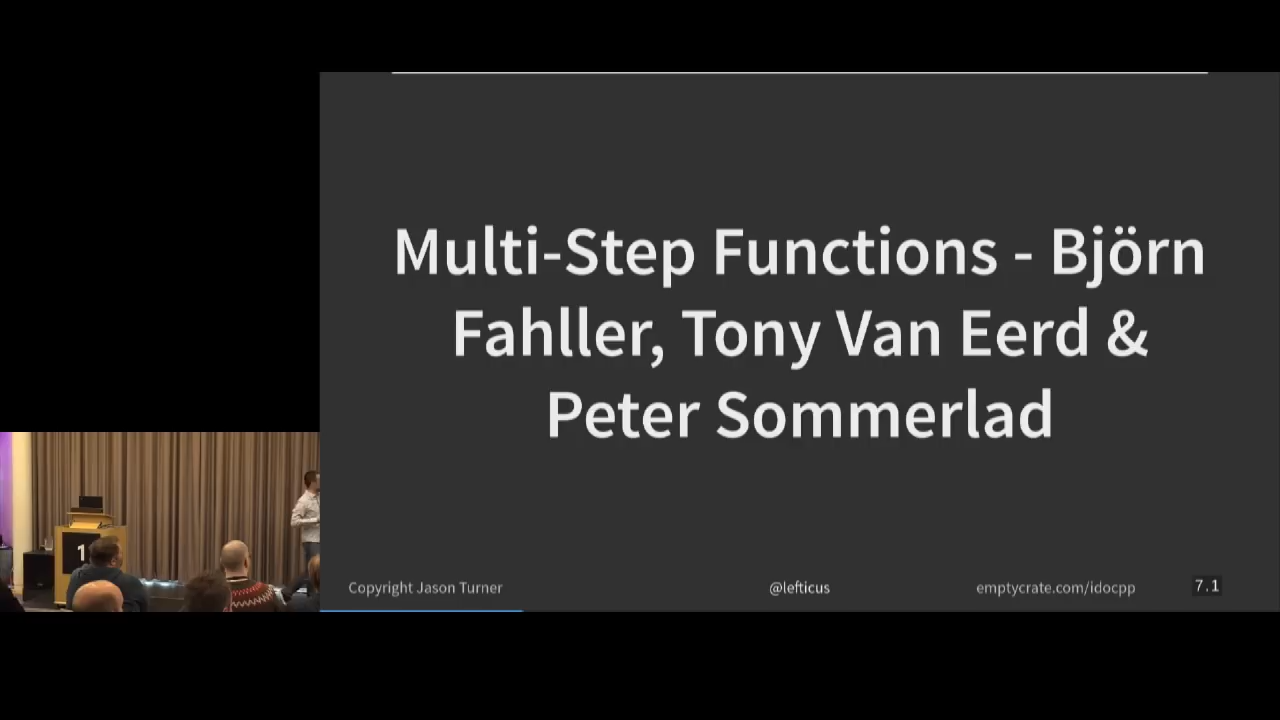 Multi-Step Functions - Björn
Fahller, Tony Van Eerd &
Peter Sommerlad
Copyright Jason Turner
@lefticus
emptycrate.com/idocpp
7.1
1